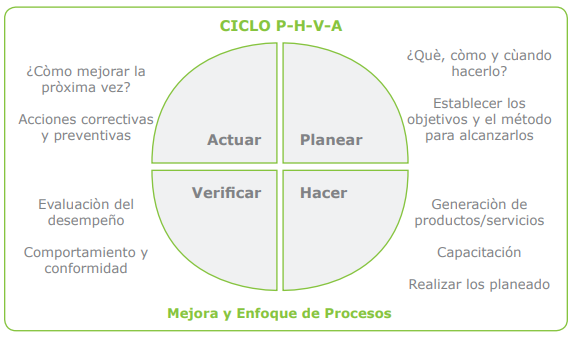 CICLO P-H-V-A
¿Còmo mejorar la
pròxima vez?
Acciones correctivas
y preventivas
Actuar
Planear
¿Què, còmo y cùando
hacerlo?
Establecer los
objetivos y el método
para alcanzarlos
Evaluaciòn del
desempeño
Comportamiento y
conformidad
Verificar
Hacer
Generaciòn de
productos/servicios
Capacitación
Realizar los planeado
Mejora y Enfoque de Procesos